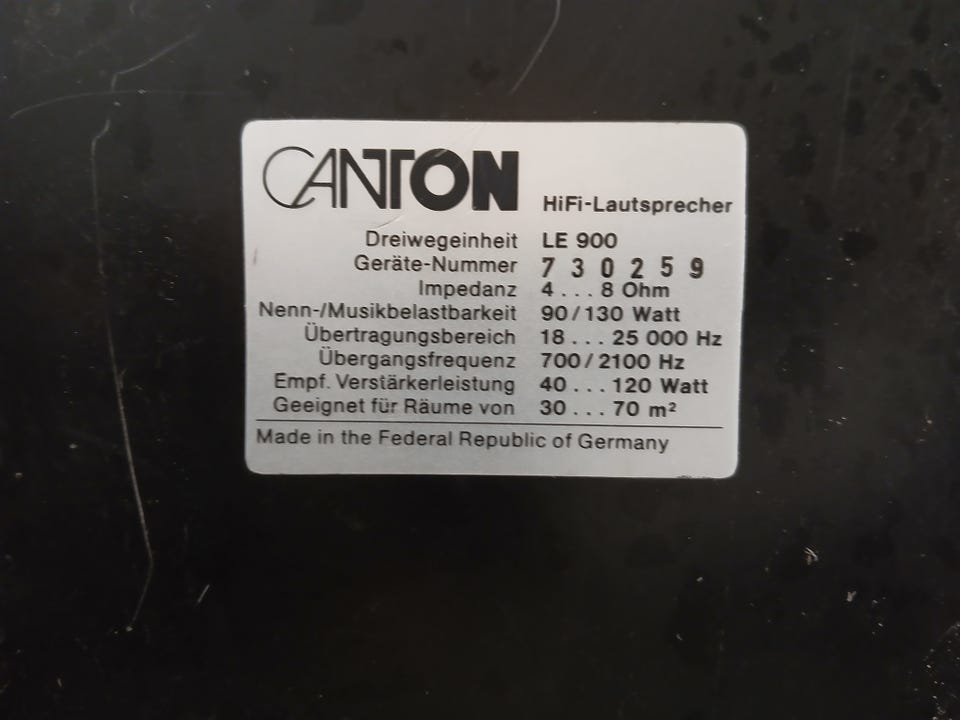 CANTON HiFi-Lautsprecher
Dreiwegeinheit LE 900
Geräte-Nummer 730259
Impedanz 4...8 Ohm
Nenn-/Musikbelastbarkeit 90/130 Watt
Übertragungsbereich 18...25 000 Hz
Übergangsfrequenz 700/2100 Hz
Empf. Verstärkerleistung 40...120 Watt
Geeignet für Räume von 30...70 m²
Made in the Federal Republic of Germany